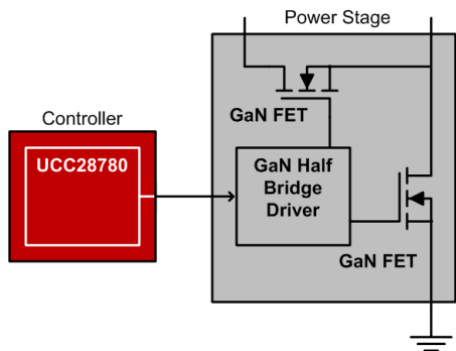 Power Stage
GaN FET
Controller
UCC28780
GaN Half
Bridge
Driver
GaN FET